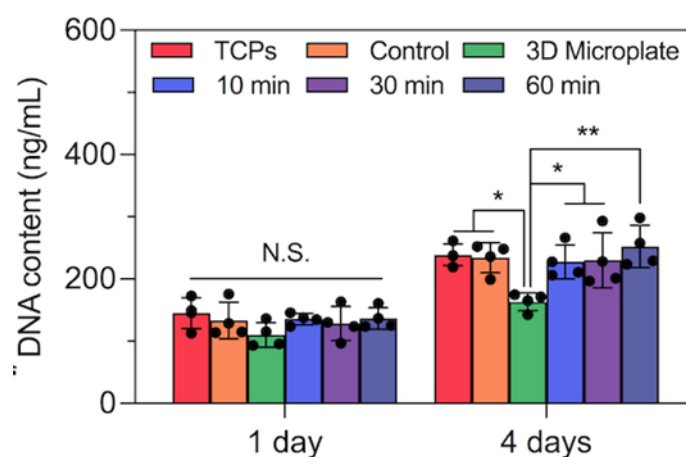 600
TCPs Control 3D Microplate
10 min 30 min 60 min
DNA content (ng/mL)
400
**
*
*
N.S.
200
0
1 day 4 days